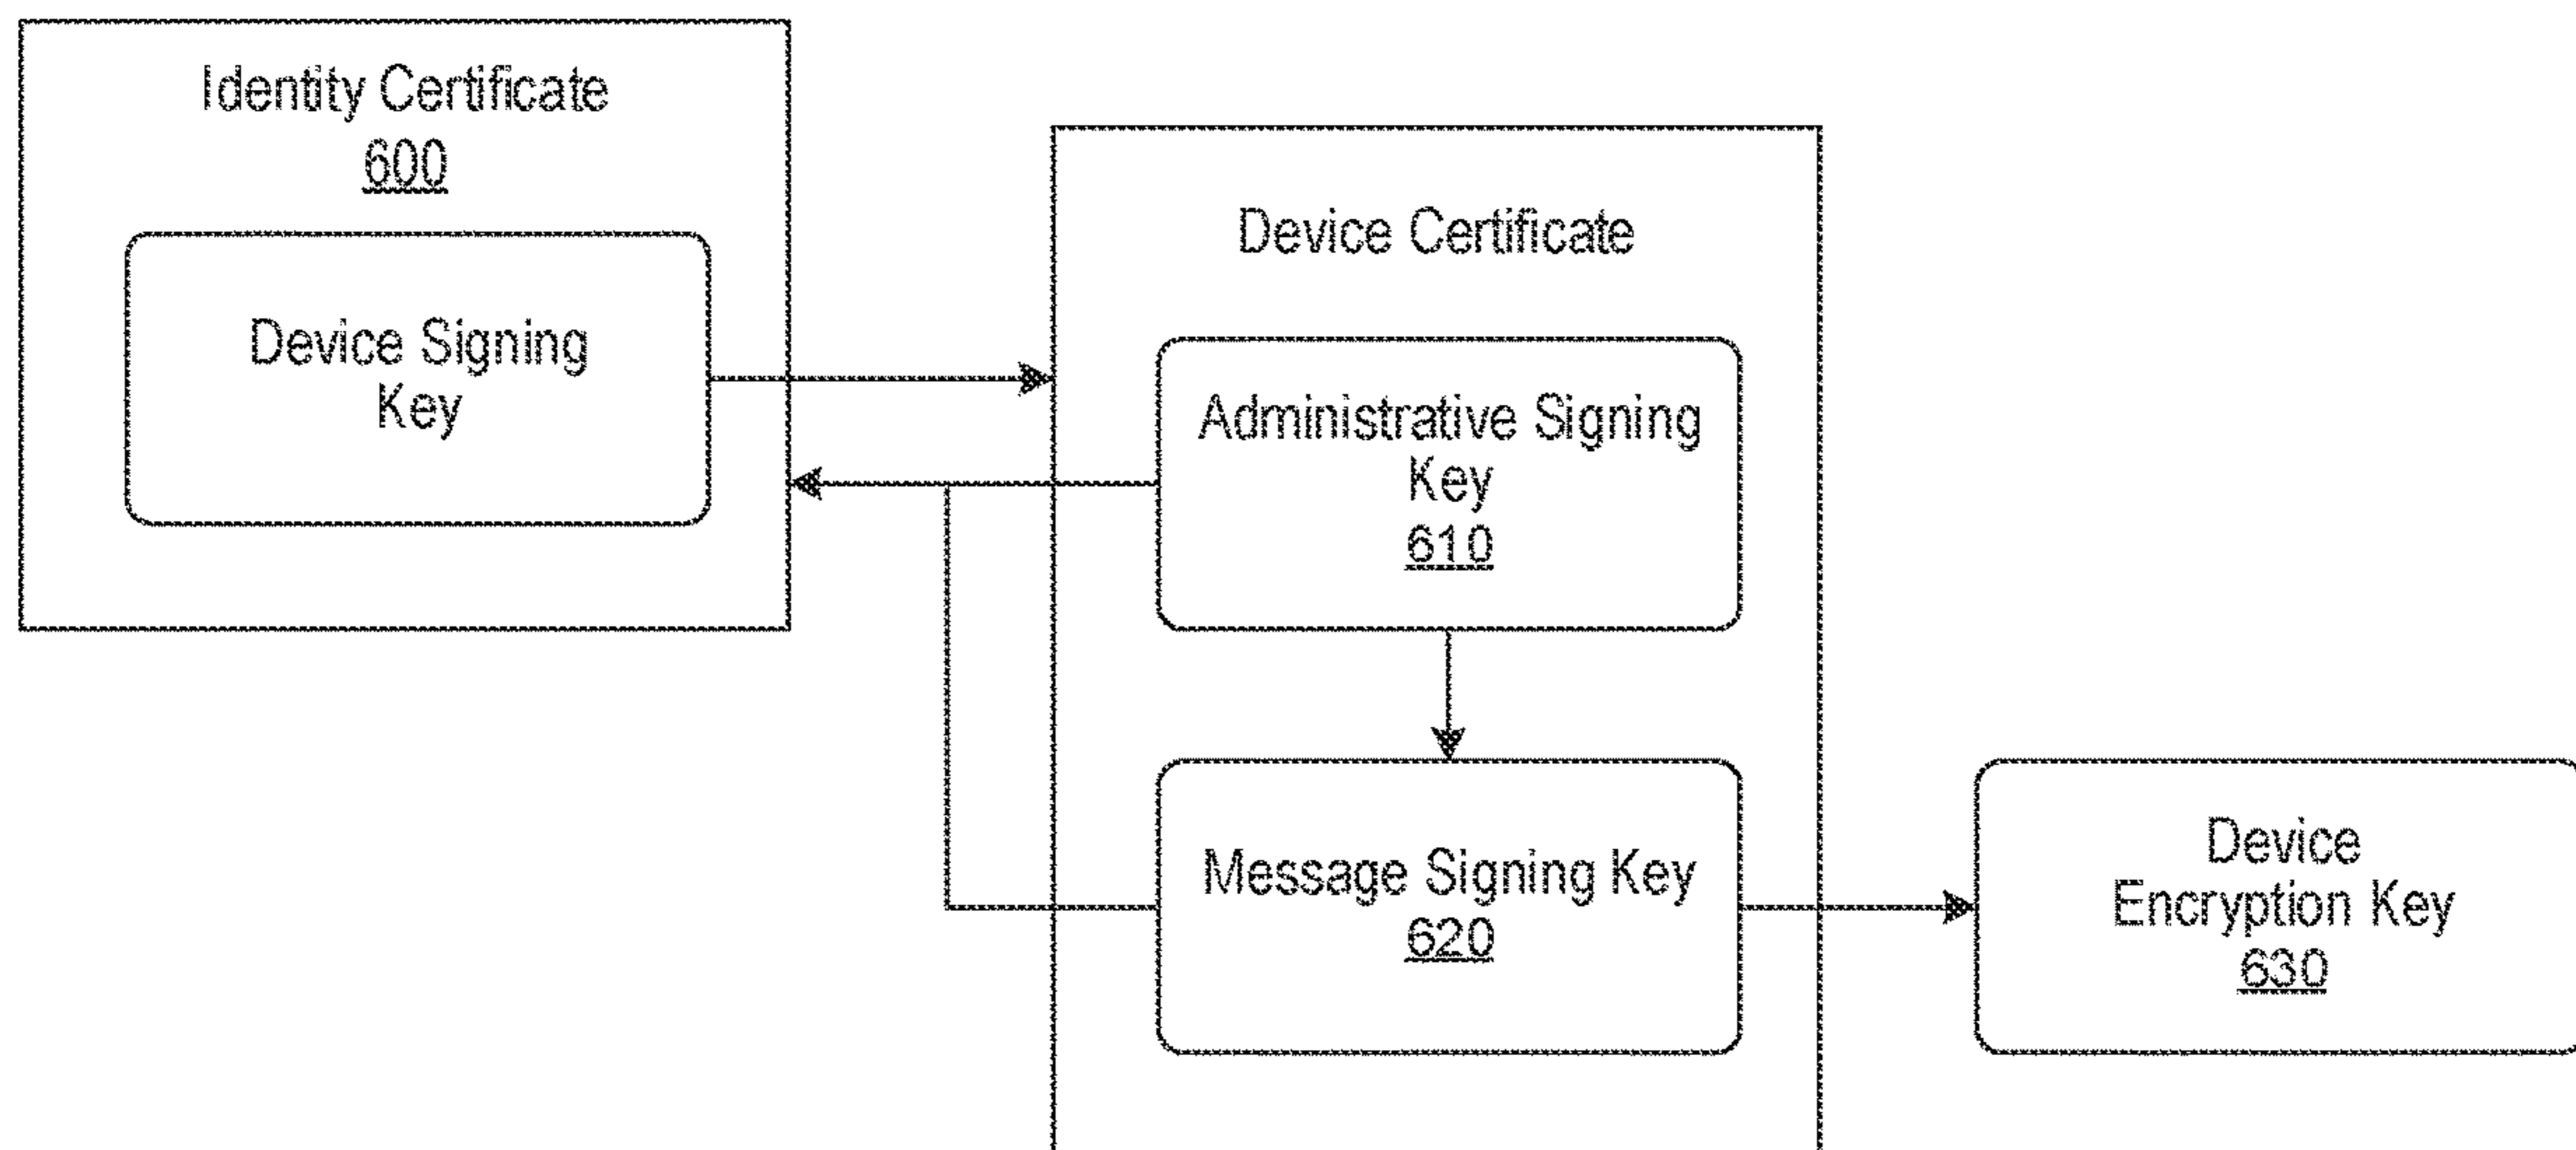 Identity Certificate
600
Device Signing
Key
Device Certificate
Administrative Signing
Key
610
Message Signing Key
620
Device
Encryption Key
630